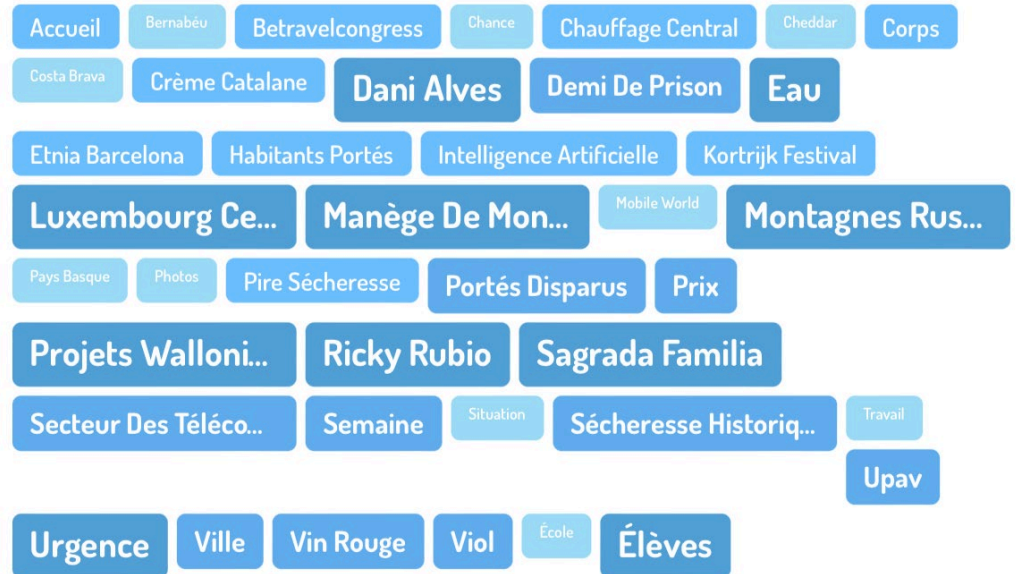 Accueil Bernabéu Betravelcongress Chance Chauffage Central Cheddar Corps
Costa Brava Crème Catalane Dani Alves Demi De Prison Eau
Etnia Barcelona Habitants Portés Intelligence Artificielle Kortrijk Festival
Luxembourg Ce... Manège De Mon... Mobile World Montagnes Rus...
Pays Basque Photos Pire Sécheresse Portés Disparus Prix
Projets Walloni... Ricky Rubio Sagrada Familia
Secteur Des Téléco... Semaine Situation Sécheresse Historiq... Travail
Upav
Urgence Ville Vin Rouge Viol École Élèves